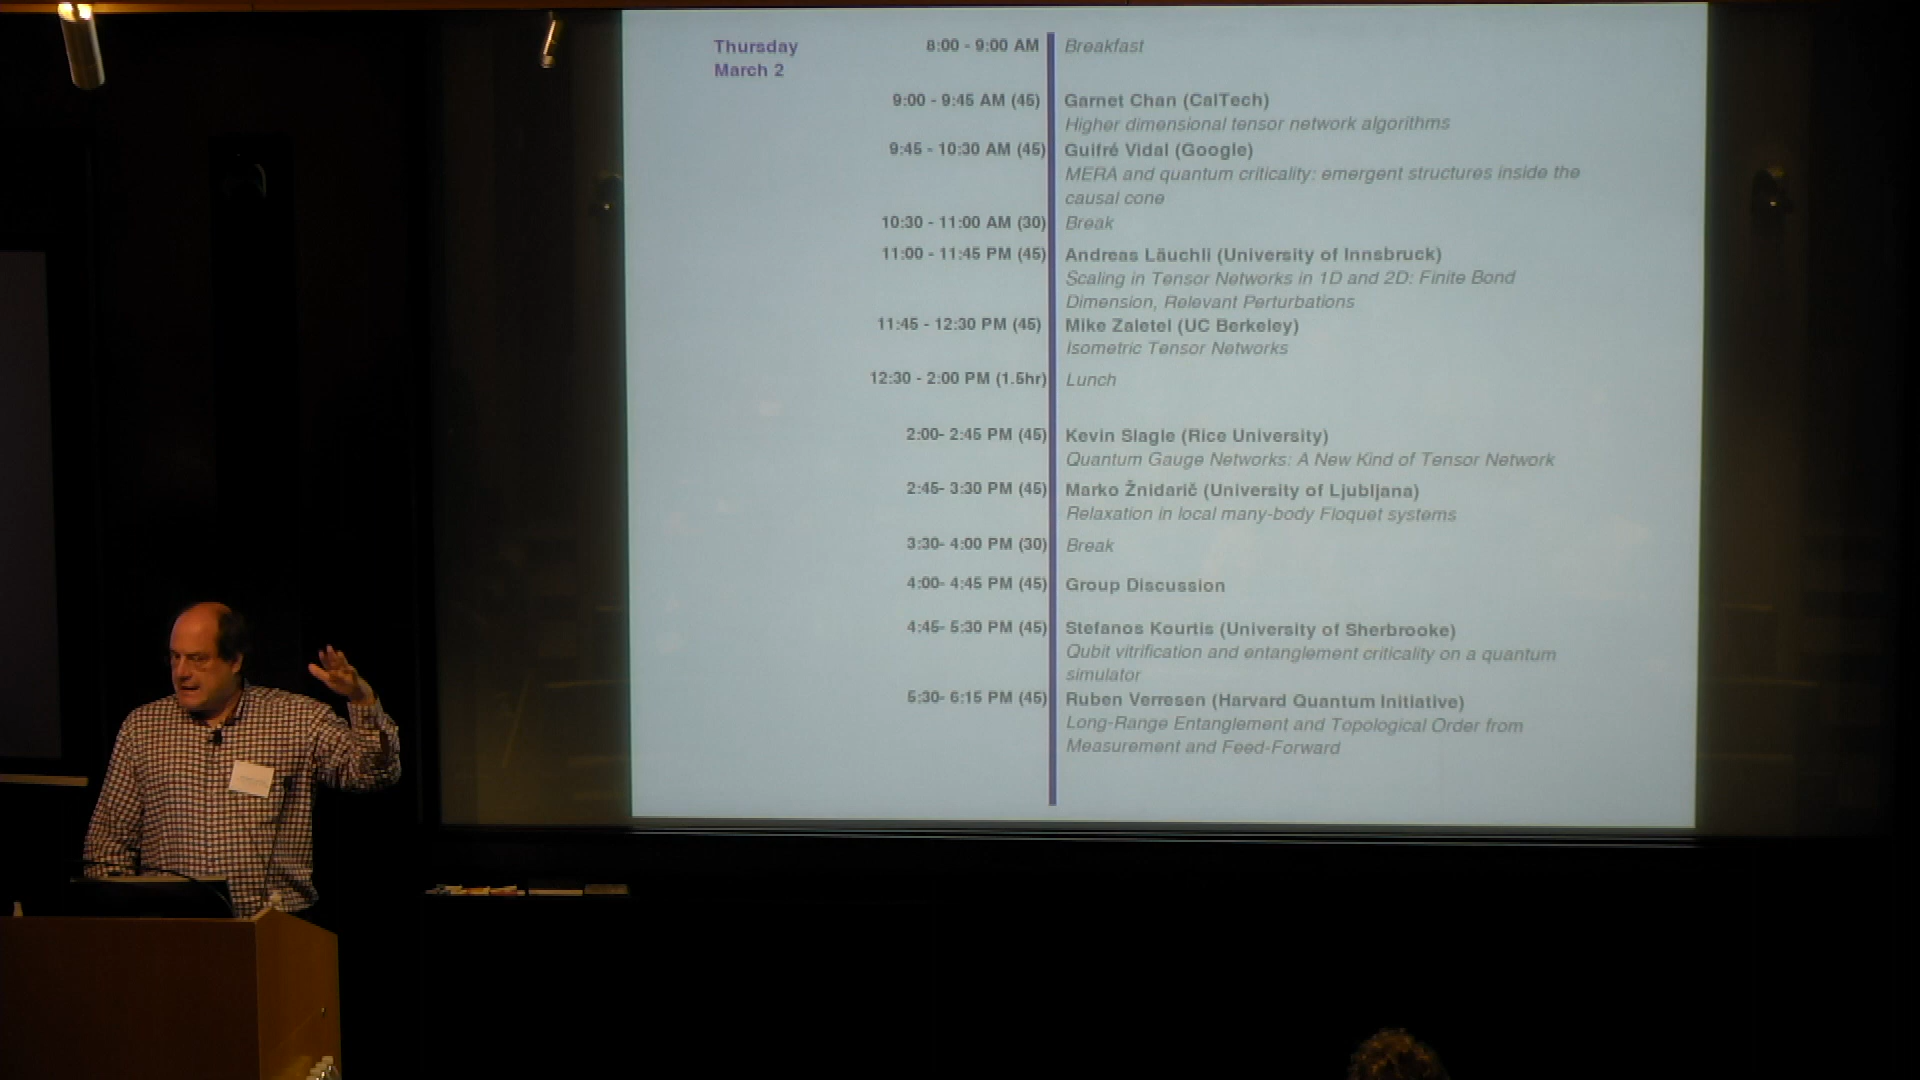 Thursday
March 2
8:00 - 9:00 AM Breakfast
9:00 - 9:45 AM (45) Garnet Chan (CalTech)
Higher dimensional tensor network algorithms
9:45 - 10:30 AM (45) Guifré Vidal (Google)
MERA and quantum criticality: emergent structures inside the
causal cone
10:30 - 11:00 AM (30) Break
11:00 - 11:45 PM (45) Andreas Läuchli (University of Innsbruck)
Scaling in Tensor Networks in 1D and 2D: Finite Bond
Dimension, Relevant Perturbations
11:45 - 12:30 PM (45) Mike Zaletel (UC Berkeley)
Isometric Tensor Networks
12:30 - 2:00 PM (1.5hr) Lunch
2:00- 2:45 PM (45) Kevin Slagle (Rice University)
Quantum Gauge Networks: A New Kind of Tensor Network
2:45- 3:30 PM (45) Marko Žnidarič (University of Ljubljana)
Relaxation in local many-body Floquet systems
3:30- 4:00 PM (30) Break
4:00- 4:45 PM (45) Group Discussion
4:45- 5:30 PM (45) Stefanos Kourtis (University of Sherbrooke)
Qubit vitrification and entanglement criticality on a quantum
simulator
5:30- 6:15 PM (45) Ruben Verresen (Harvard Quantum Initiative)
Long-Range Entanglement and Topological Order from
Measurement and Feed-Forward